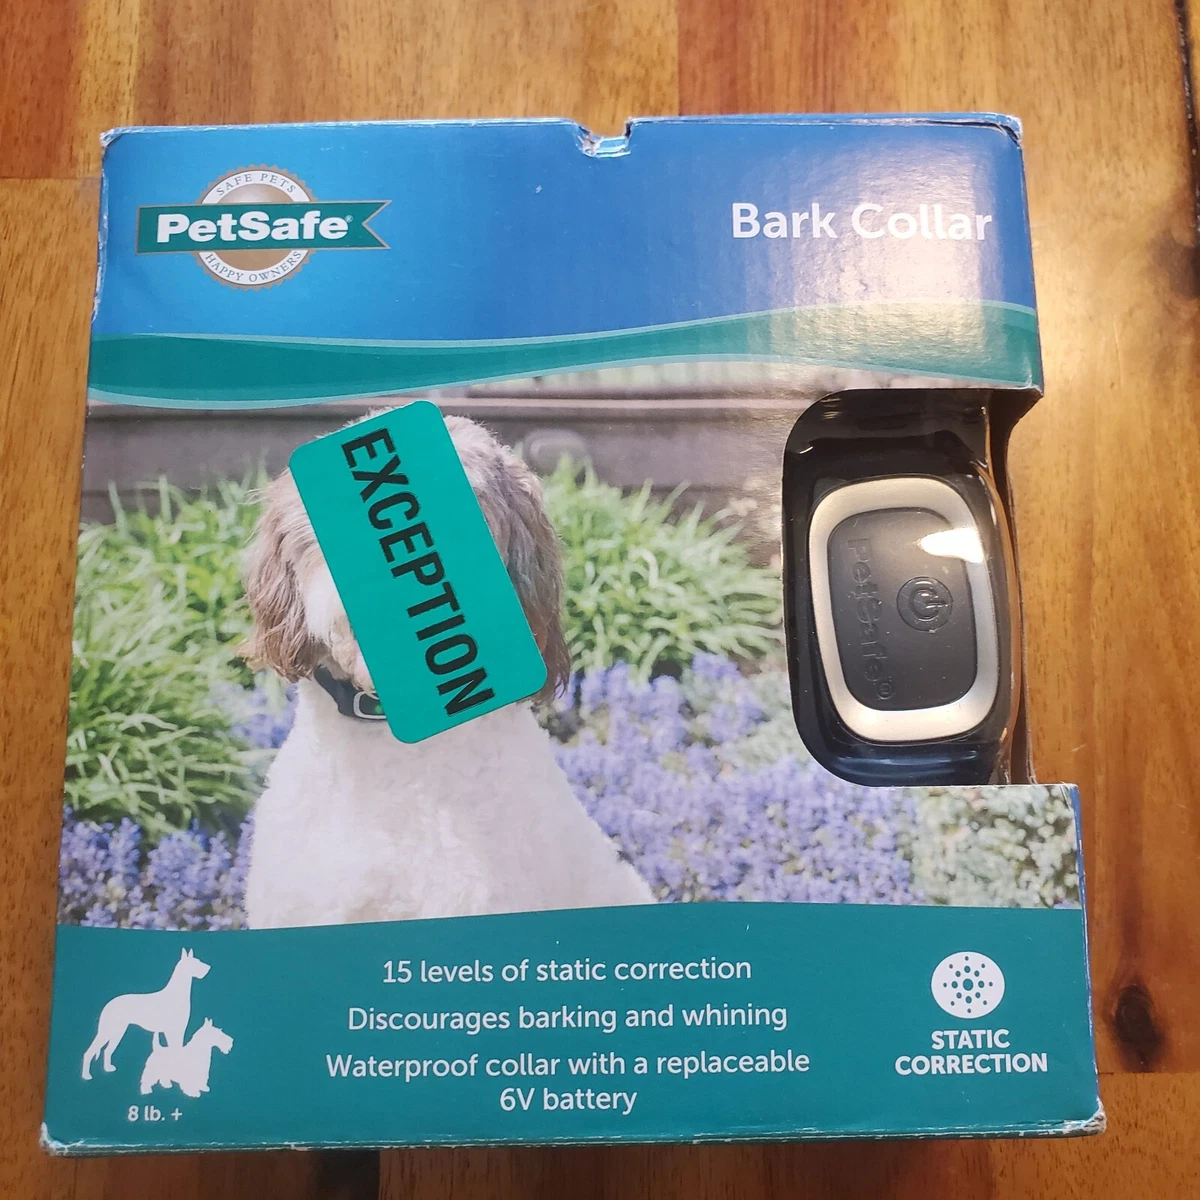 SAFE PETS
PetSafe®
HAPPY OWNERS
Bark Collar
EXCEPTION
PetSafe®
15 levels of static correction
Discourages barking and whining
Waterproof collar with a replaceable
6V battery
8 lb. +
STATIC
CORRECTION